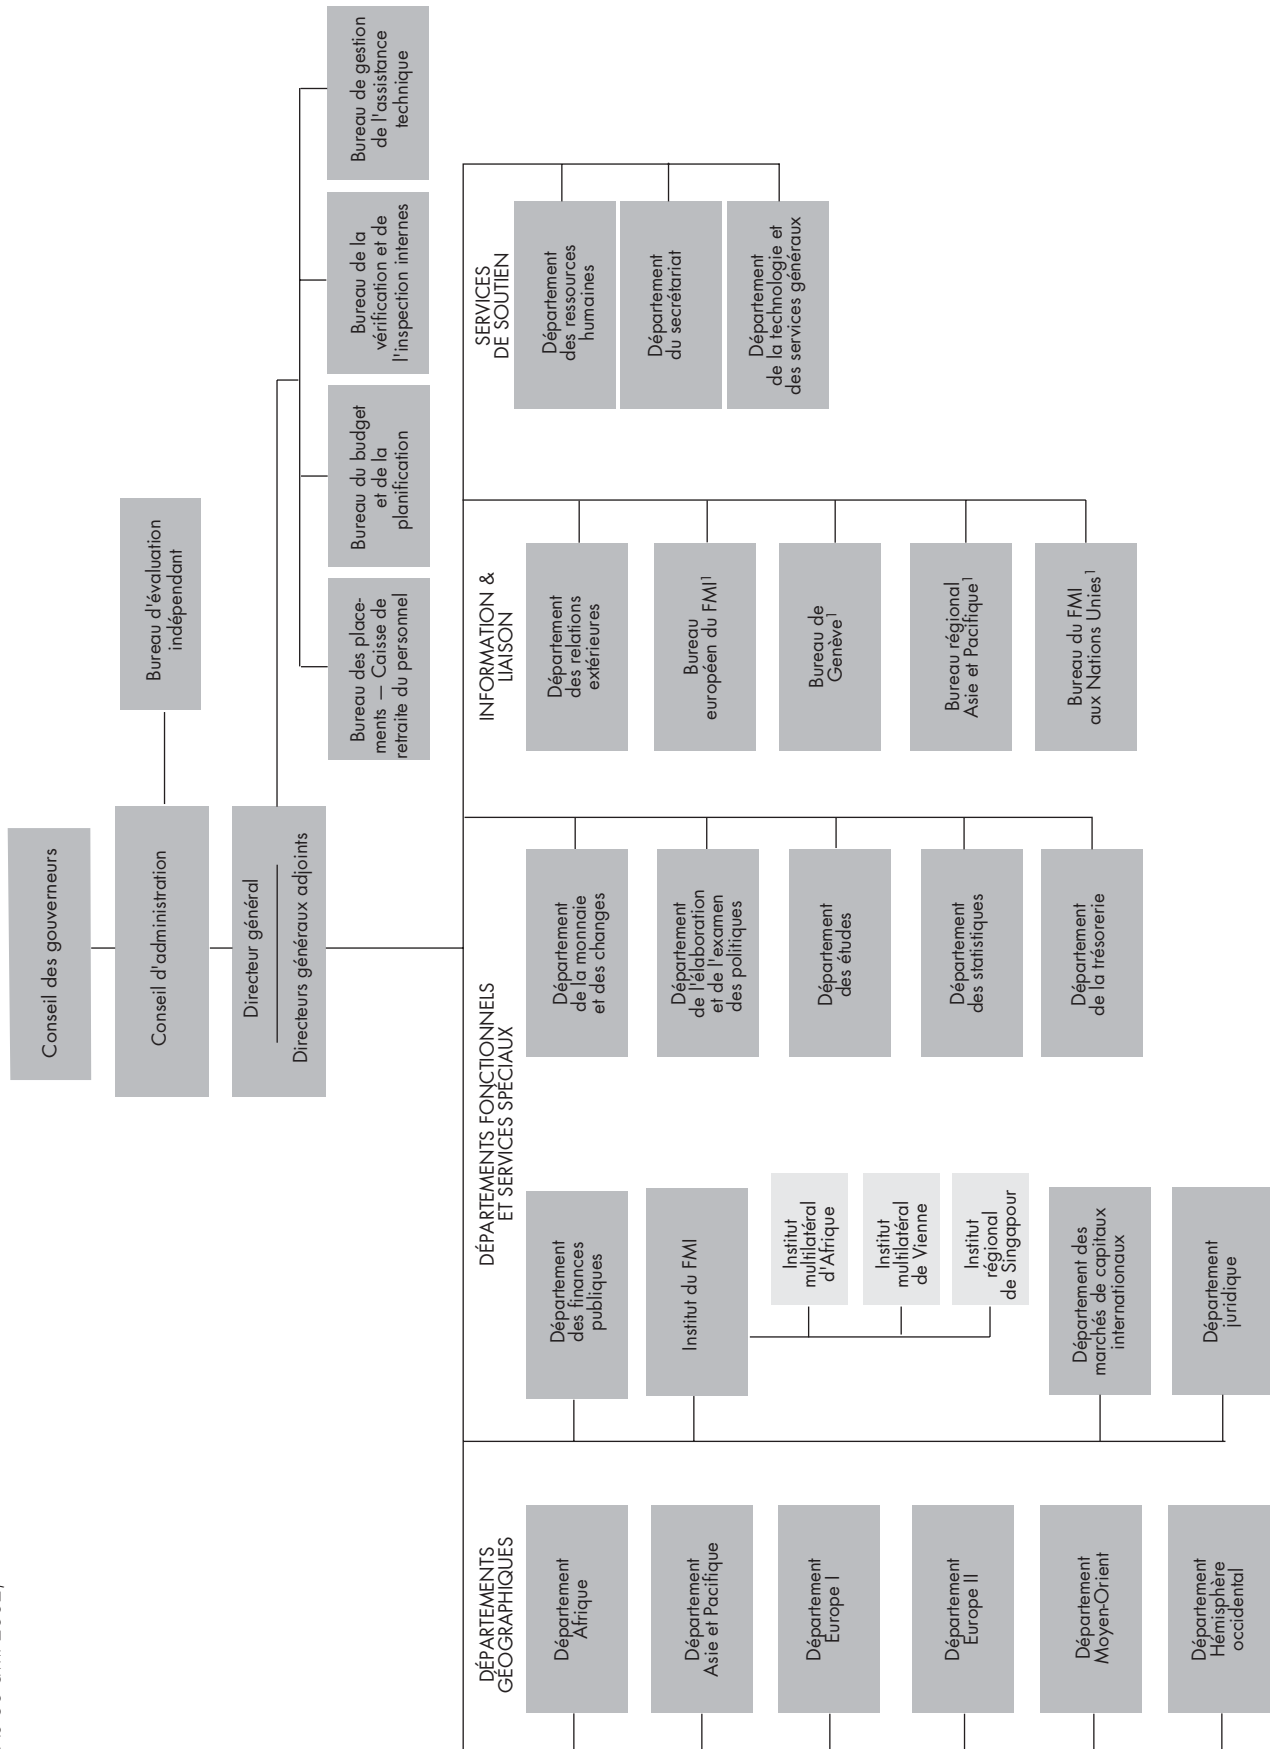 Conseil des gouverneurs
Conseil d'administration
Bureau d'évaluation
indépendant
Directeur général
Directeurs généraux adjoints
Bureau des place-
ments – Caisse de
retraite du personnel
Bureau du budget
et de la
planification
Bureau de la
vérification et de
l'inspection internes
Bureau de gestion
de l'assistance
technique
DÉPARTEMENTS
GÉOGRAPHIQUES
Département
Afrique
Département
Asie et Pacifique
Département
Europe I
Département
Europe II
Département
Moyen-Orient
Département
Hémisphère
occidental
DÉPARTEMENTS FONCTIONNELS
ET SERVICES SPÉCIAUX
Département
des finances
publiques
Institut du FMI
Institut
multilatéral
d'Afrique
Institut
multilatéral
de Vienne
Institut
régional
de Singapour
Département des
marchés de capitaux
internationaux
Département
juridique
Département
de la monnaie
et des changes
Département
de l'élaboration
et de l'examen
des politiques
Département
des études
Département
des statistiques
Département
de la trésorerie
INFORMATION &
LIAISON
Département
des relations
extérieures
Bureau
européen du FMI¹
Bureau de
Genève¹
Bureau régional
Asie et Pacifique¹
Bureau du FMI
aux Nations Unies¹
SERVICES
DE SOUTIEN
Département
des ressources
humaines
Département
du secrétariat
Département
de la technologie et
des services généraux